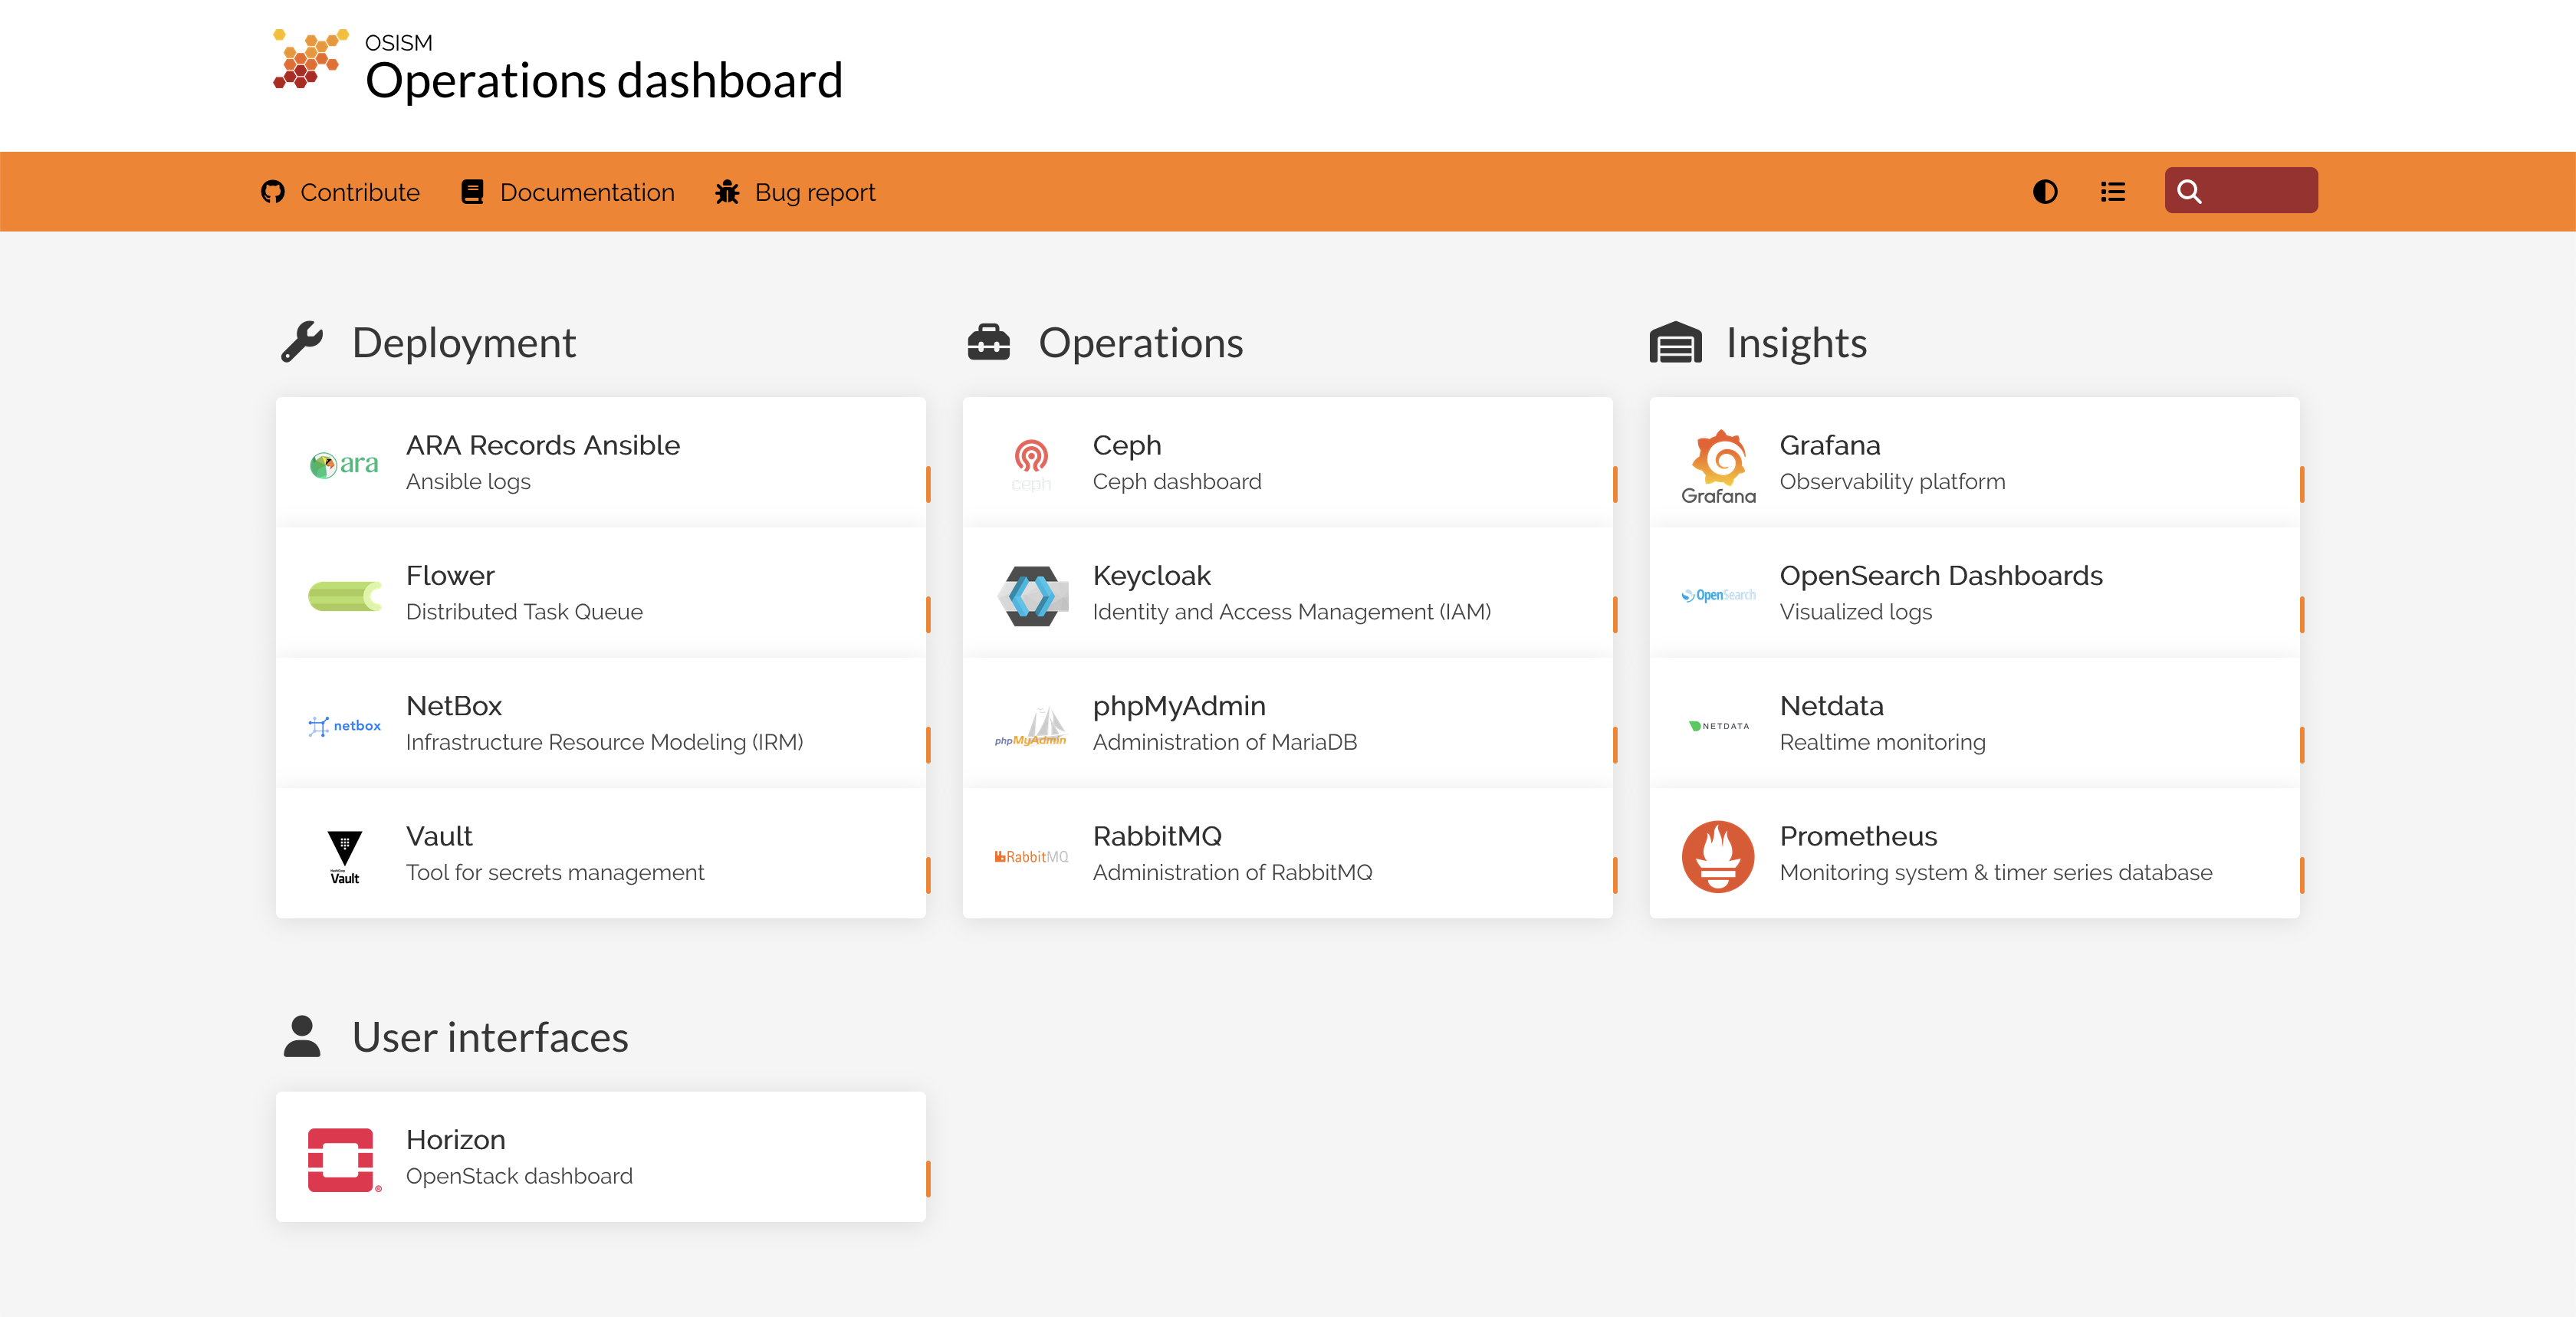 OSISM
Operations dashboard
Contribute
Documentation
Bug report
Deployment
ara
ARA Records Ansible
Ansible logs
Flower
Distributed Task Queue
netbox
NetBox
Infrastructure Resource Modeling (IRM)
Vault
Vault
Tool for secrets management
Operations
ceph
Ceph
Ceph dashboard
Keycloak
Identity and Access Management (IAM)
phpMyAdmin
phpMyAdmin
Administration of MariaDB
RabbitMQ
RabbitMQ
Administration of RabbitMQ
Insights
Grafana
Grafana
Observability platform
OpenSearch
OpenSearch Dashboards
Visualized logs
NETDATA
Netdata
Realtime monitoring
Prometheus
Monitoring system & timer series database
User interfaces
®
Horizon
OpenStack dashboard